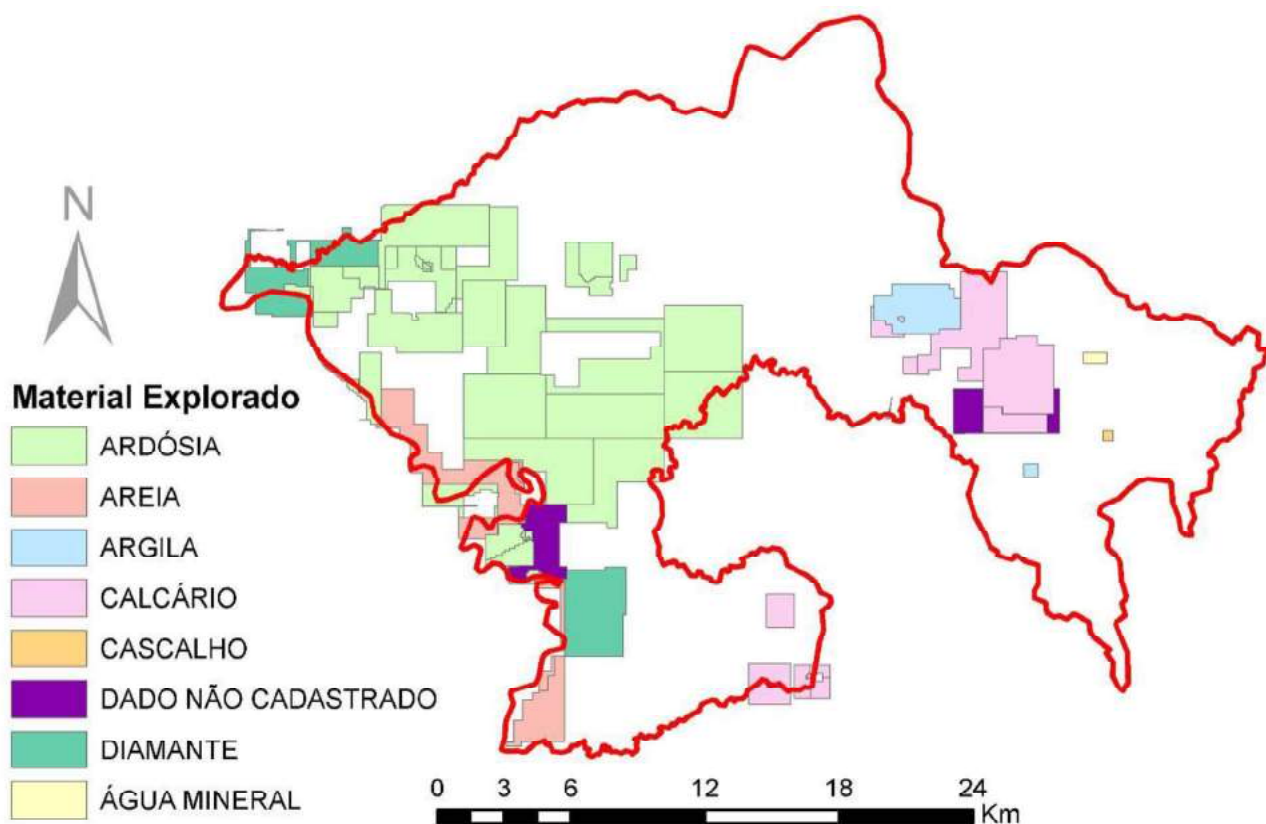 N
Material Explorado
ARDÓSIA
AREIA
ARGILA
CALCÁRIO
CASCALHO
DADO NÃO CADASTRADO
DIAMANTE
ÁGUA MINERAL
0 3 6 12 18 24
Km